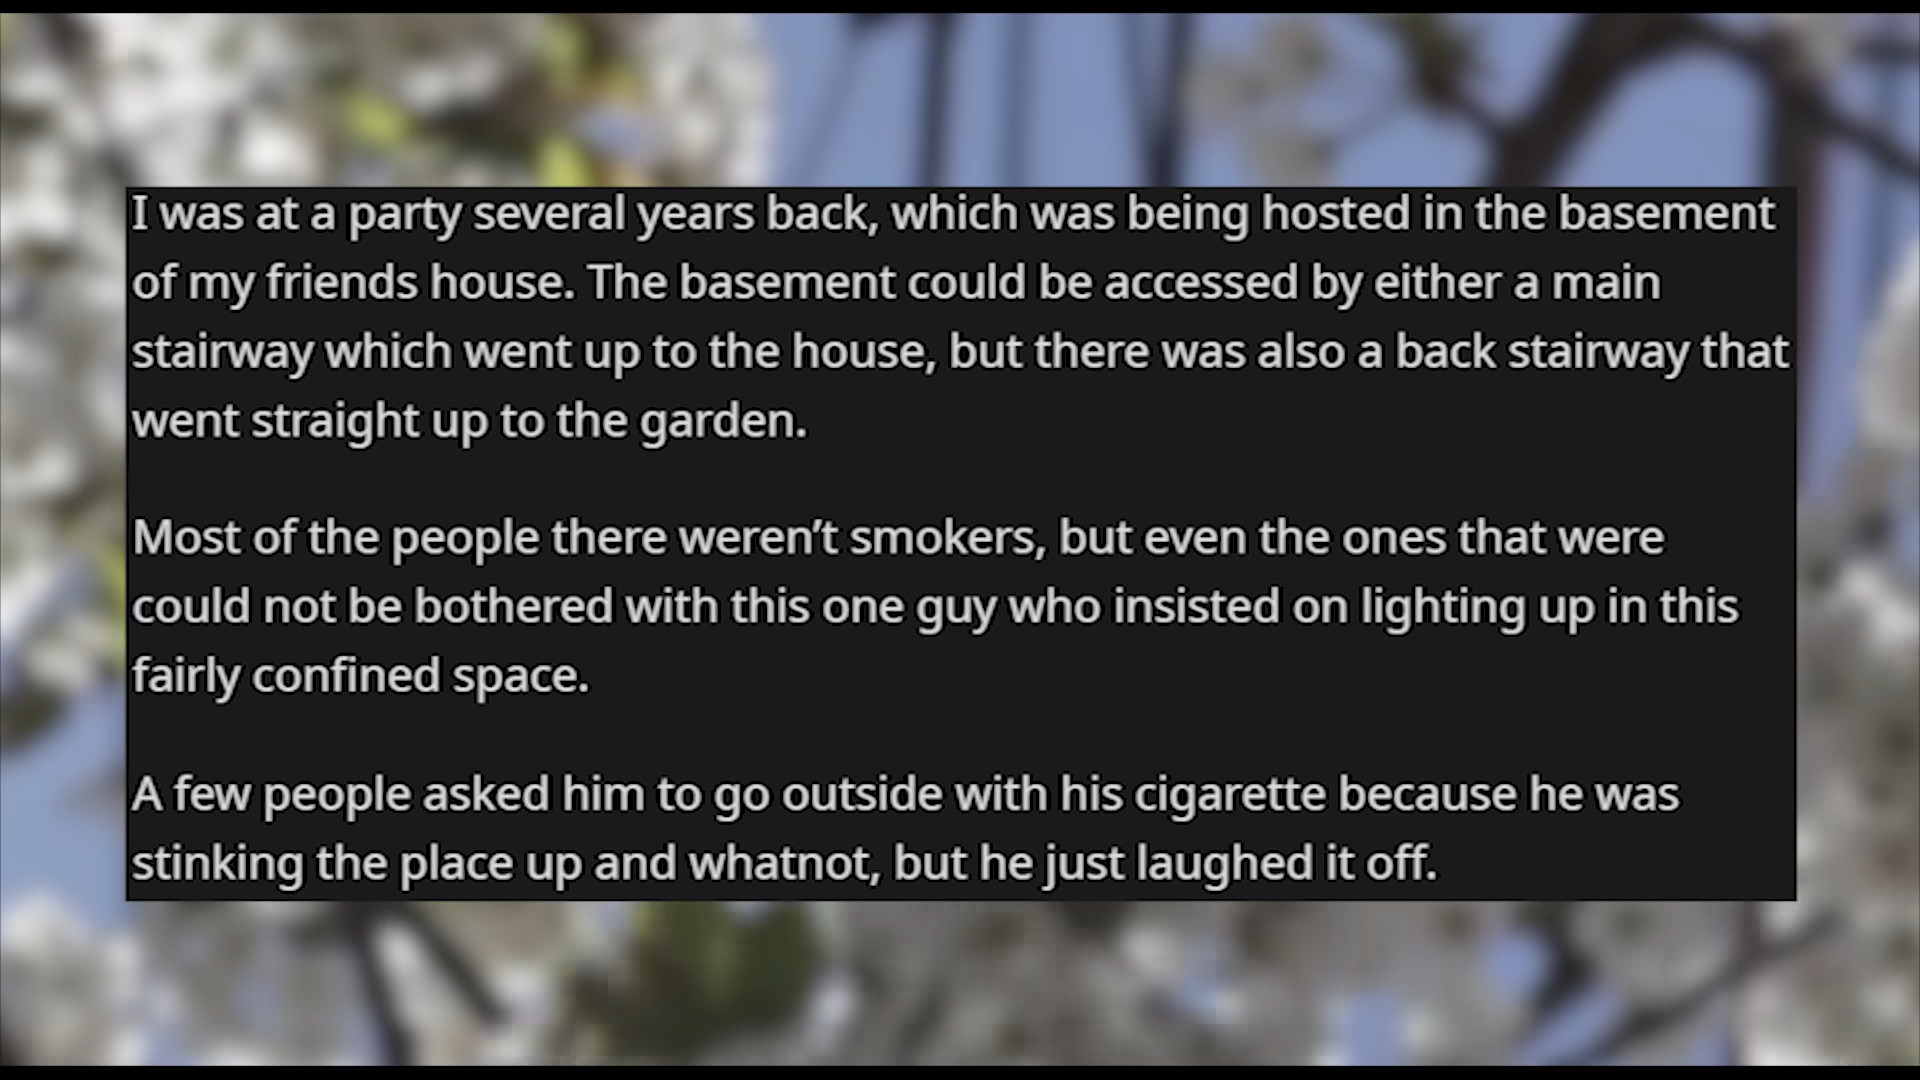 I was at a party several years back, which was being hosted in the basement
of my friends house. The basement could be accessed by either a main
stairway which went up to the house, but there was also a back stairway that
went straight up to the garden.
Most of the people there weren’t smokers, but even the ones that were
could not be bothered with this one guy who insisted on lighting up in this
fairly confined space.
A few people asked him to go outside with his cigarette because he was
stinking the place up and whatnot, but he just laughed it off.